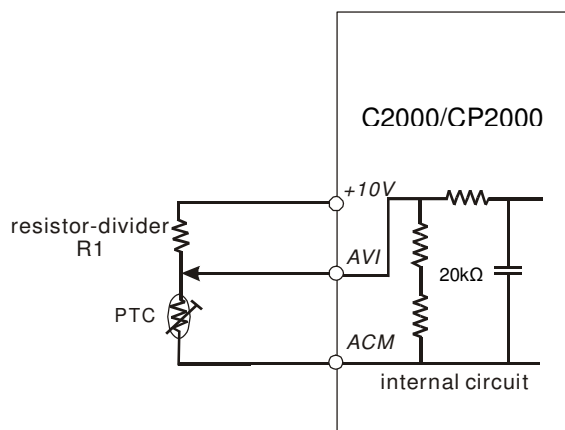 C2000/CP2000
+10V
resistor-divider
R1
AVI
20kΩ
PTC
ACM
internal circuit